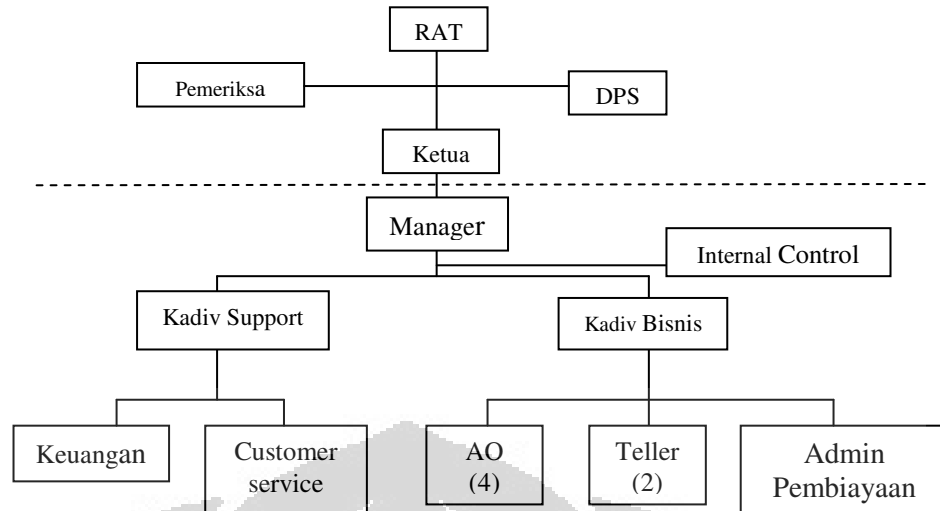 RAT
Pemeriksa
DPS
Ketua
Manager
Internal Control
Kadiv Support
Kadiv Bisnis
Keuangan
Customer
service
AO
(4)
Teller
(2)
Admin
Pembiayaan